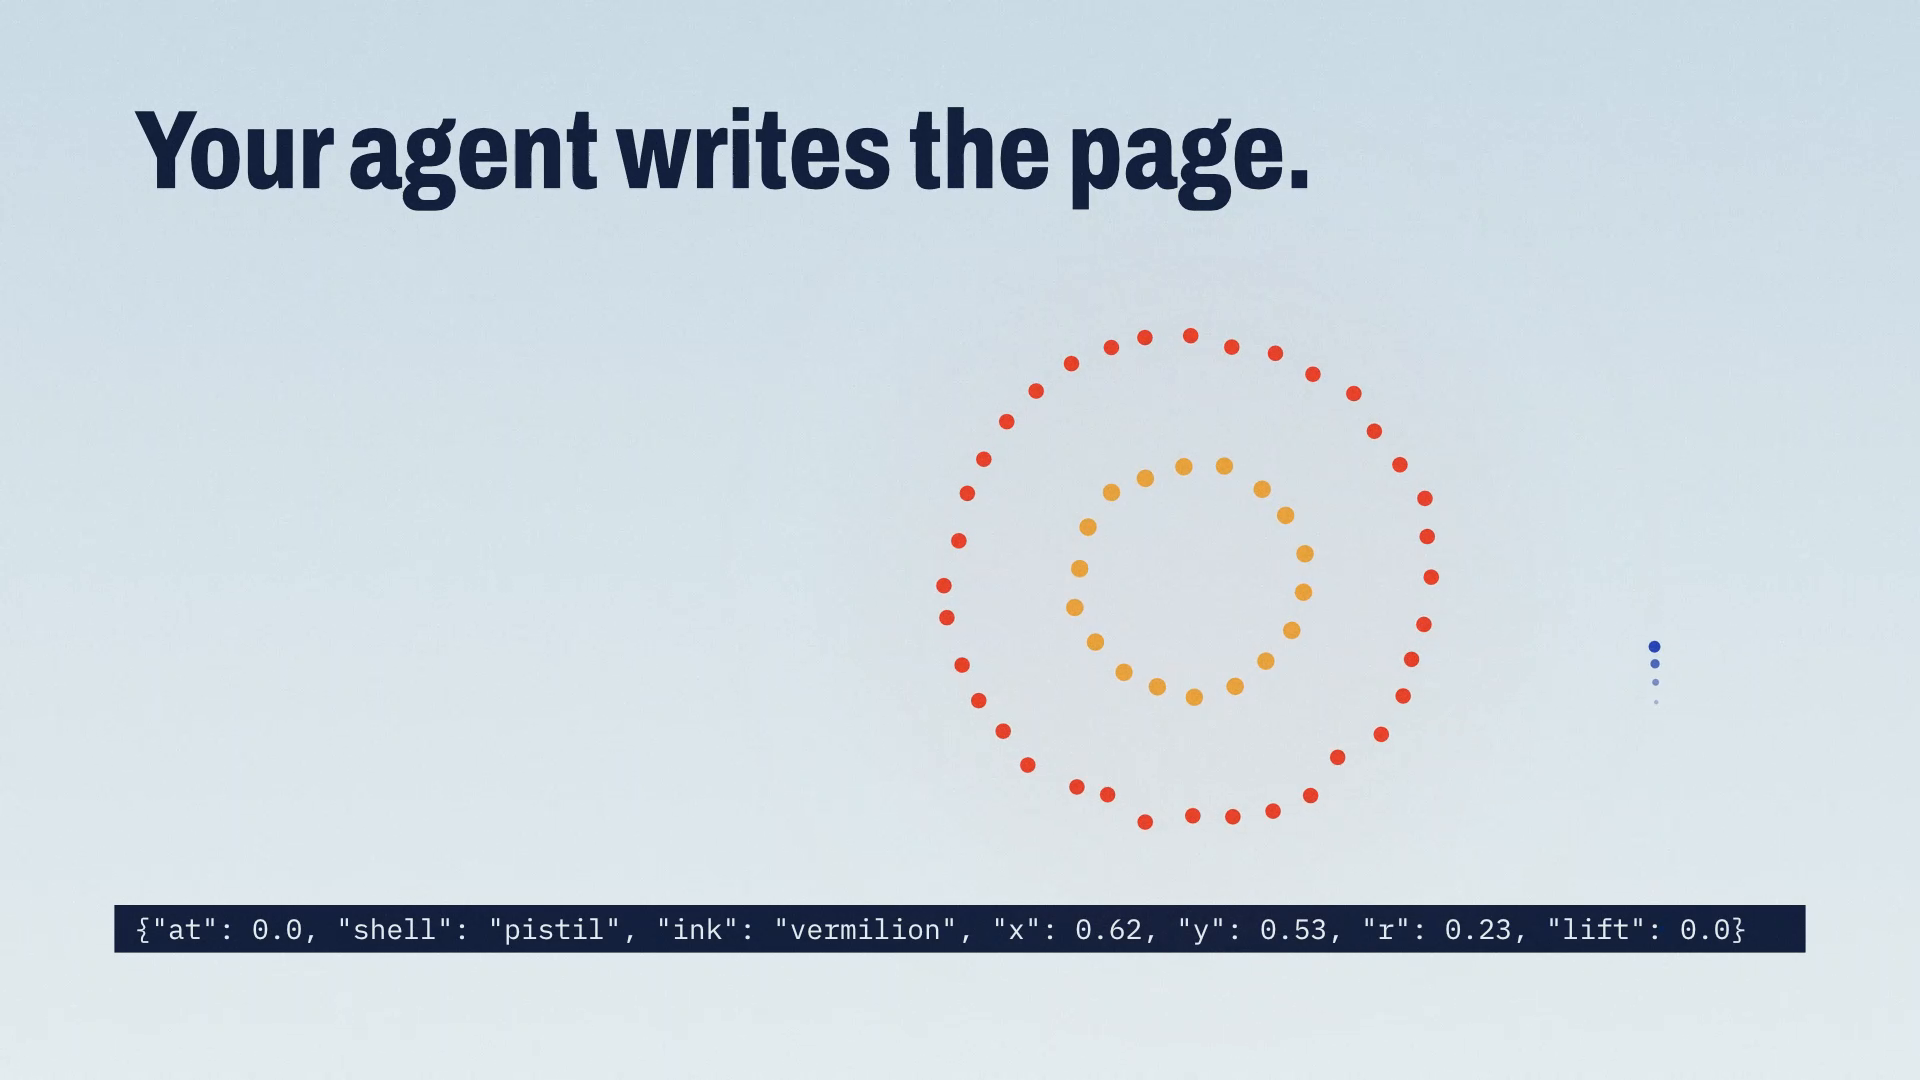 Your agent writes the page.
{"at": 0.0, "shell": "pistil", "ink": "vermilion", "x": 0.62, "y": 0.53, "r": 0.23, "lift": 0.0}